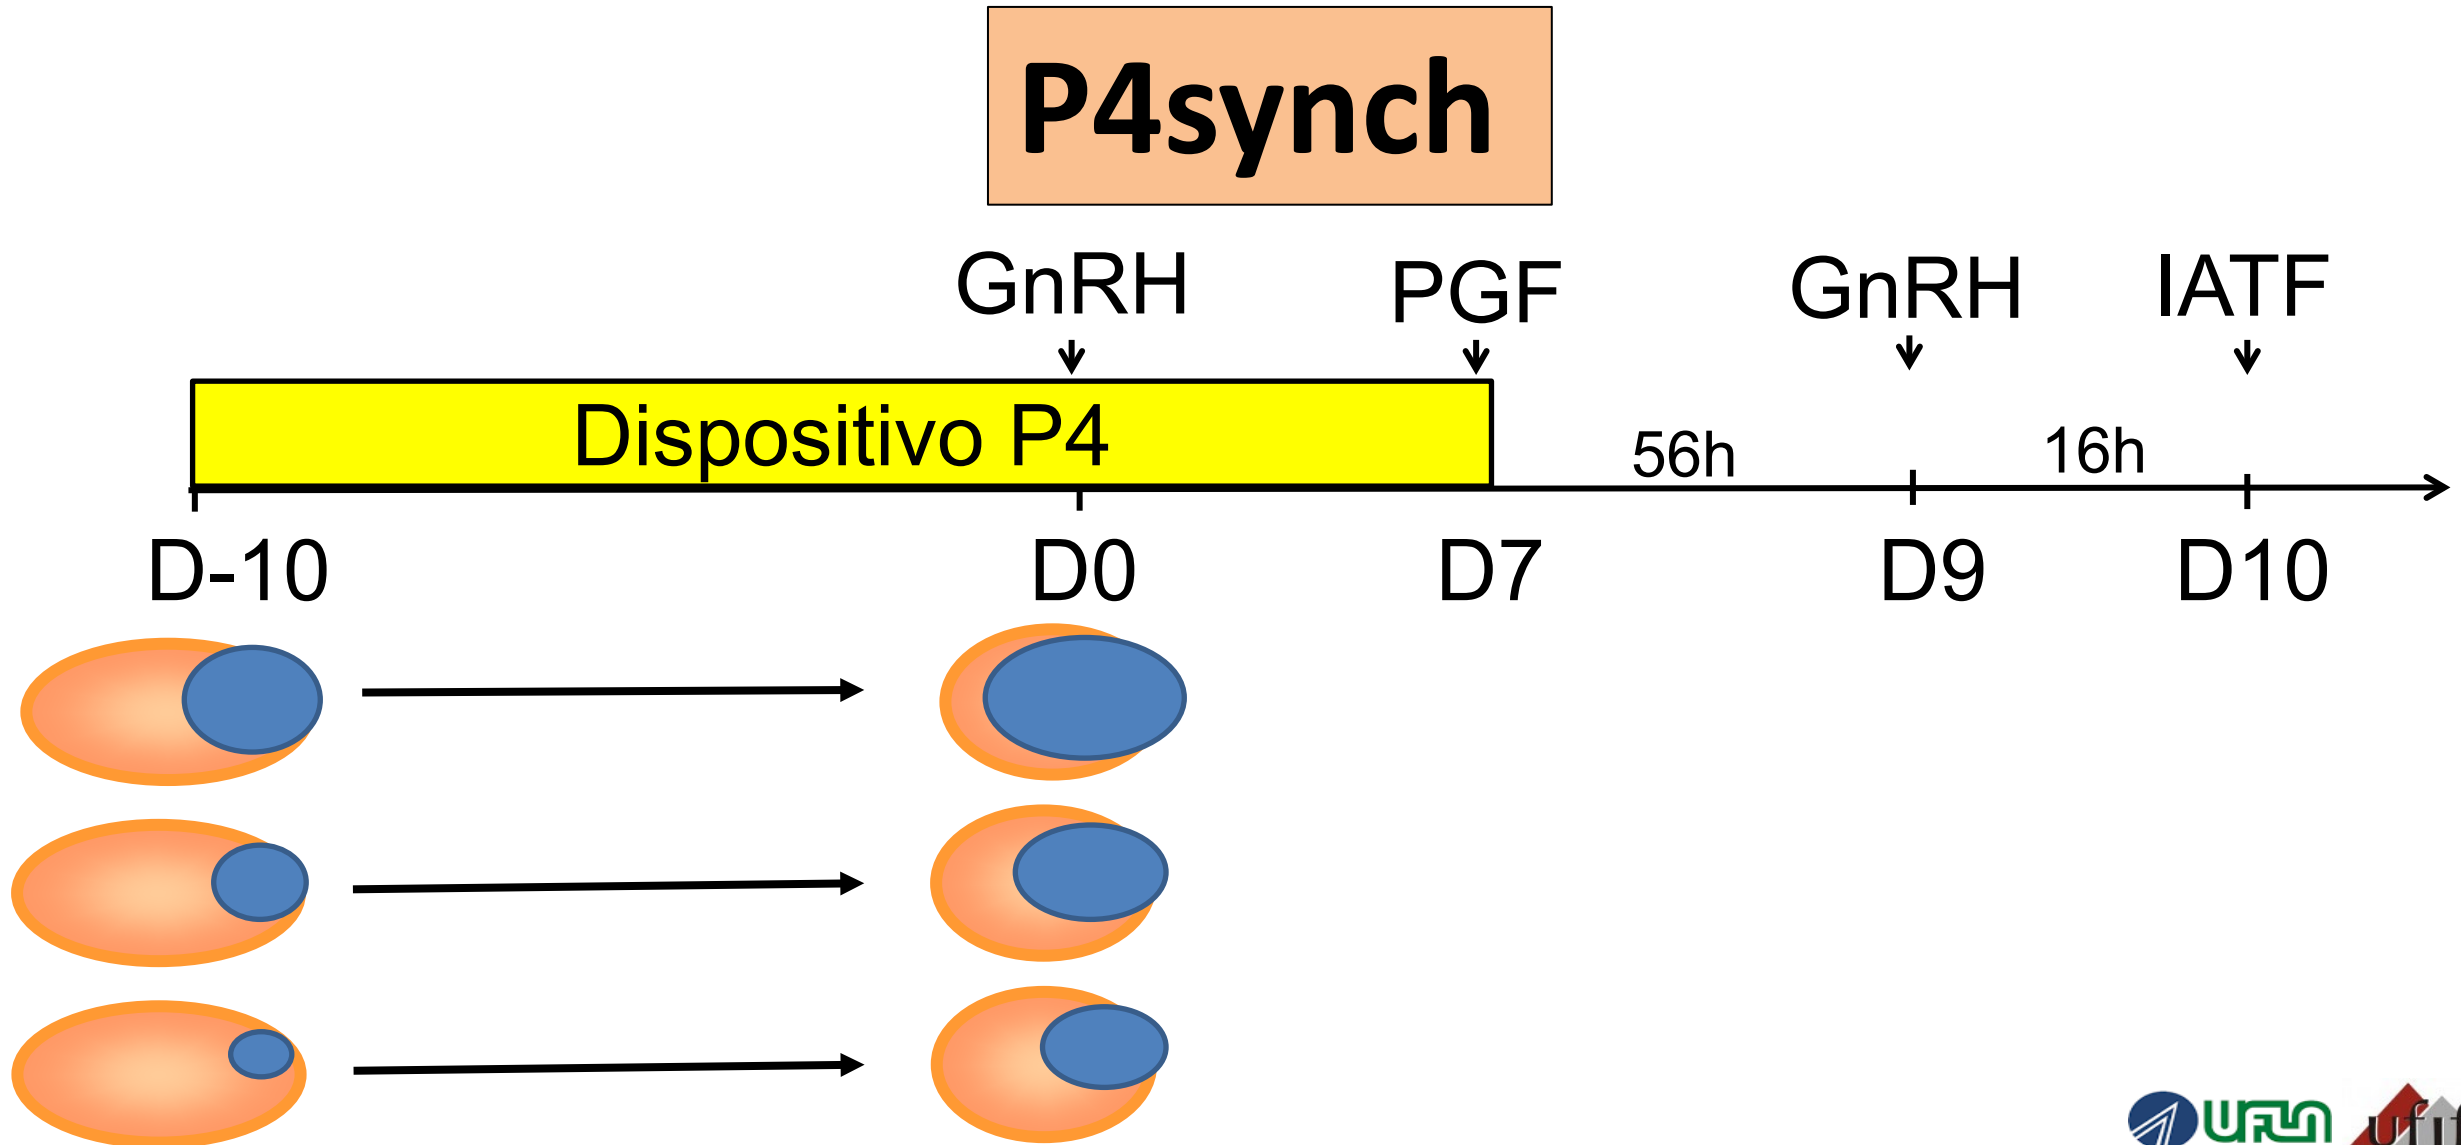 P4synch
GnRH PGF GnRH IATF
Dispositivo P4
56h 16h
D-10 D0 D7 D9 D10